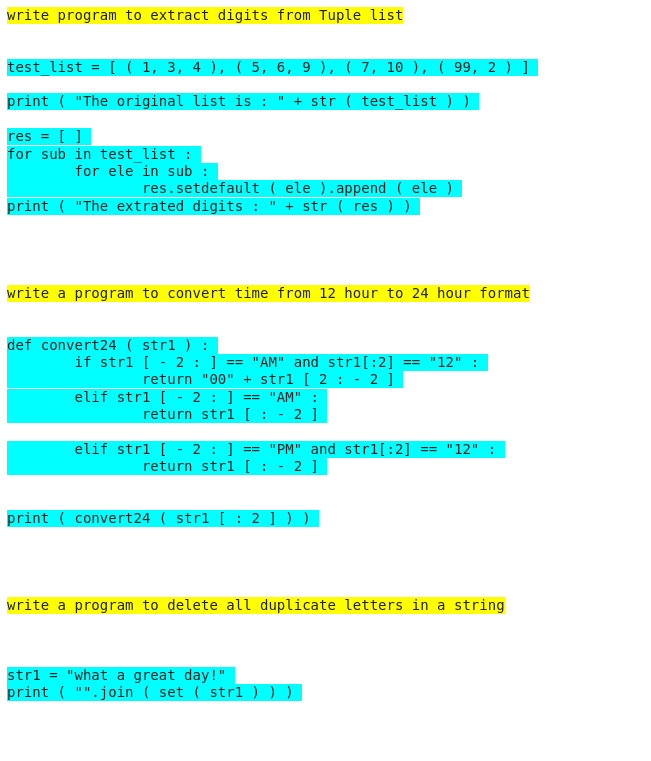 write program to extract digits from Tuple list
test_list = [ ( 1, 3, 4 ), ( 5, 6, 9 ), ( 7, 10 ), ( 99, 2 ) ]
print ( "The original list is : " + str ( test_list ) )
res = [ ]
for sub in test_list :
        for ele in sub :
                res.setdefault ( ele ).append ( ele )
print ( "The extrated digits : " + str ( res ) )
write a program to convert time from 12 hour to 24 hour format
def convert24 ( str1 ) :
        if str1 [ - 2 : ] == "AM" and str1[:2] == "12" :
                return "00" + str1 [ 2 : - 2 ]
        elif str1 [ - 2 : ] == "AM" :
                return str1 [ : - 2 ]
        elif str1 [ - 2 : ] == "PM" and str1[:2] == "12" :
                return str1 [ : - 2 ]
print ( convert24 ( str1 [ : 2 ] ) )
write a program to delete all duplicate letters in a string
str1 = "what a great day!"
print ( "".join ( set ( str1 ) ) )